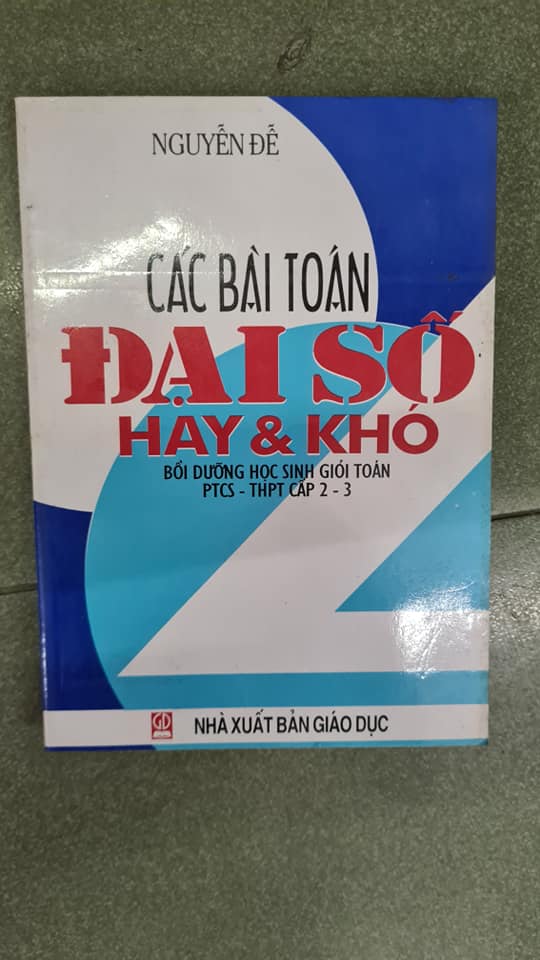 NGUYỄN ĐỄ
CÁC BÀI TOÁN
ĐẠI SỐ
HAY & KHÓ
BỒI DƯỠNG HỌC SINH GIỎI TOÁN
PTCS - THPT CẤP 2 - 3
GD
NHÀ XUẤT BẢN GIÁO DỤC